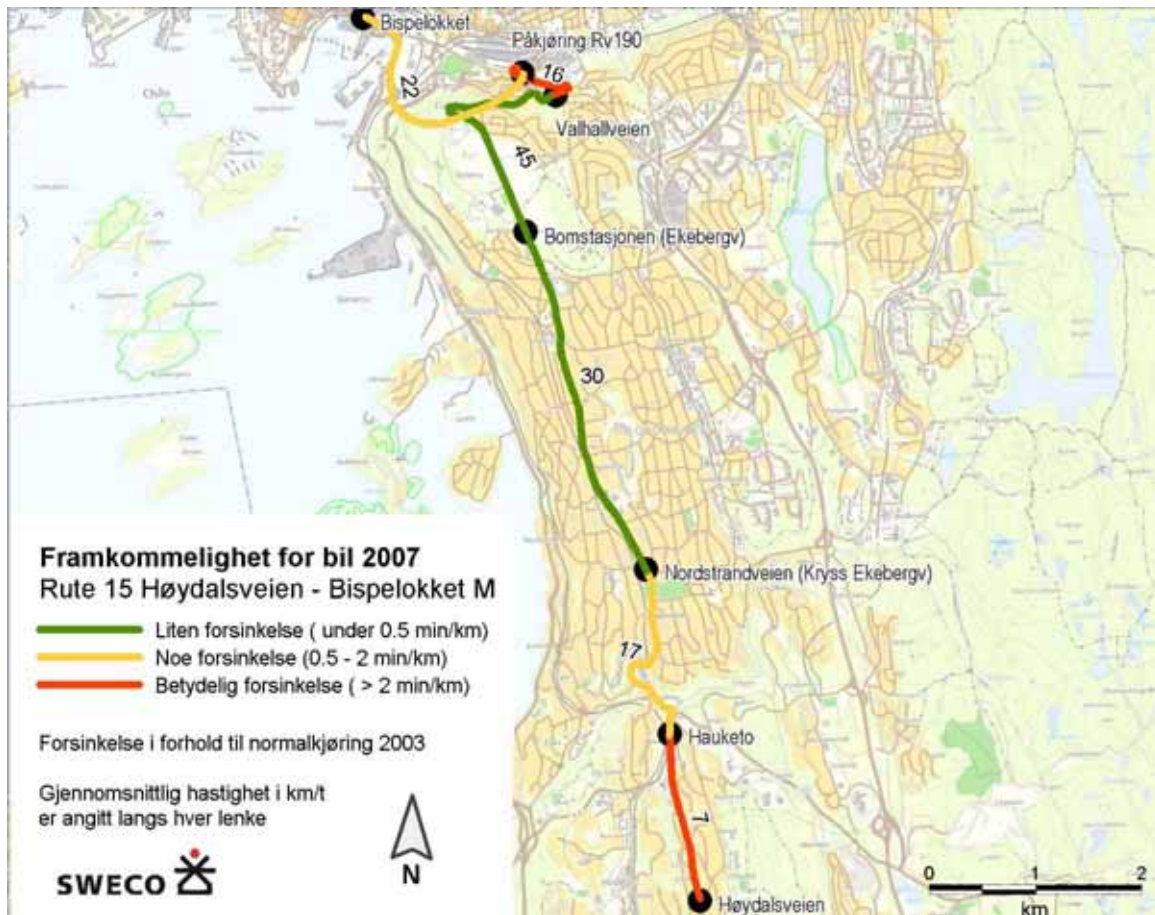 Bispelokket
Påkjøring Rv190
16
22
Oslo
Valhallveien
45
Bomstasjonen (Ekebergv)
30
Nordstrandveien (Kryss Ekebergv)
17
Hauketo
7
Høydalsveien
Framkommelighet for bil 2007
Rute 15 Høydalsveien - Bispelokket M
Liten forsinkelse ( under 0.5 min/km)
Noe forsinkelse (0.5 - 2 min/km)
Betydelig forsinkelse ( > 2 min/km)
Forsinkelse i forhold til normalkjøring 2003
Gjennomsnittlig hastighet i km/t
er angitt langs hver lenke
SWECO
N
0 1 2
km